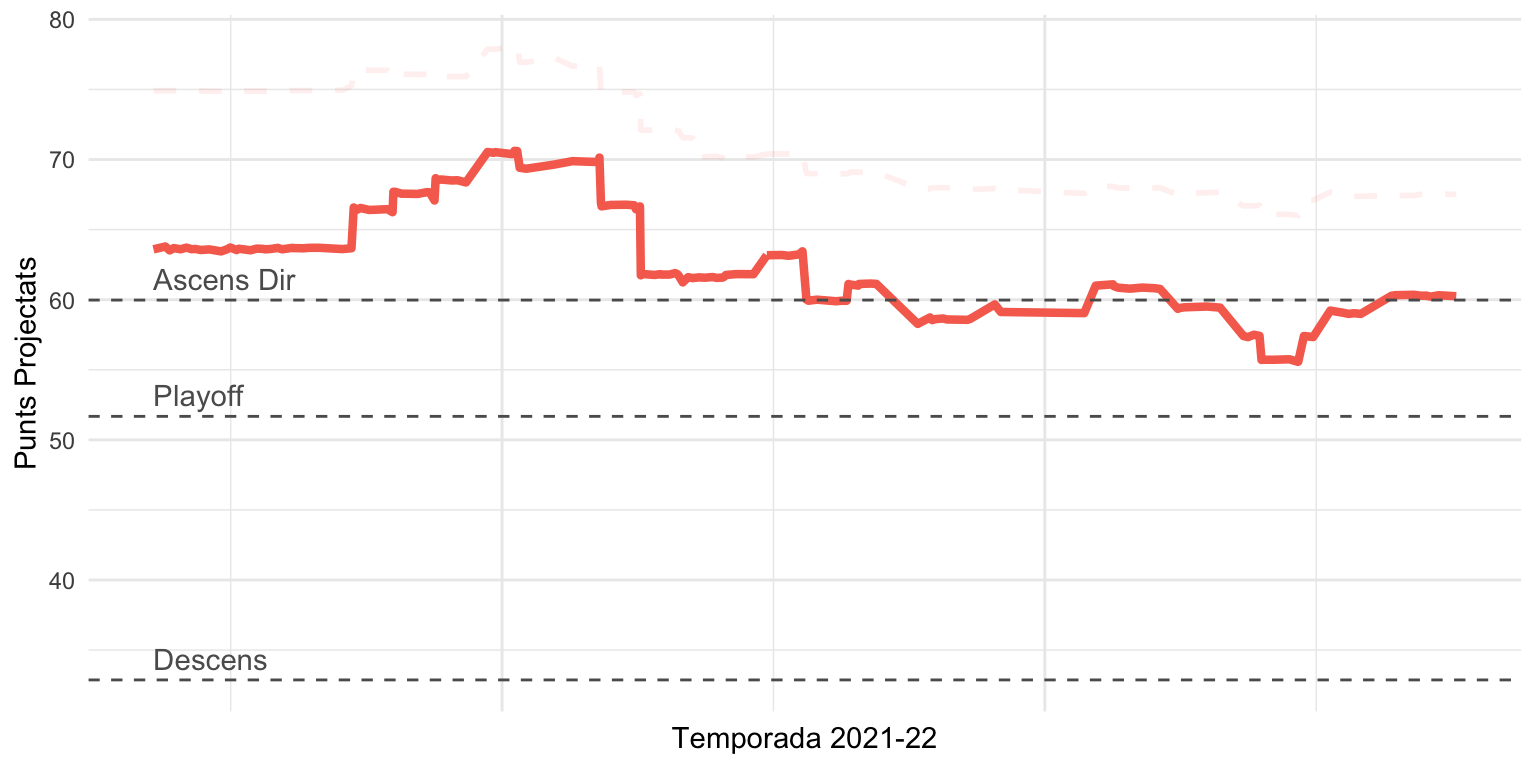 80
70
60
50
40
Punts Projectats
Ascens Dir
Playoff
Descens
Temporada 2021-22